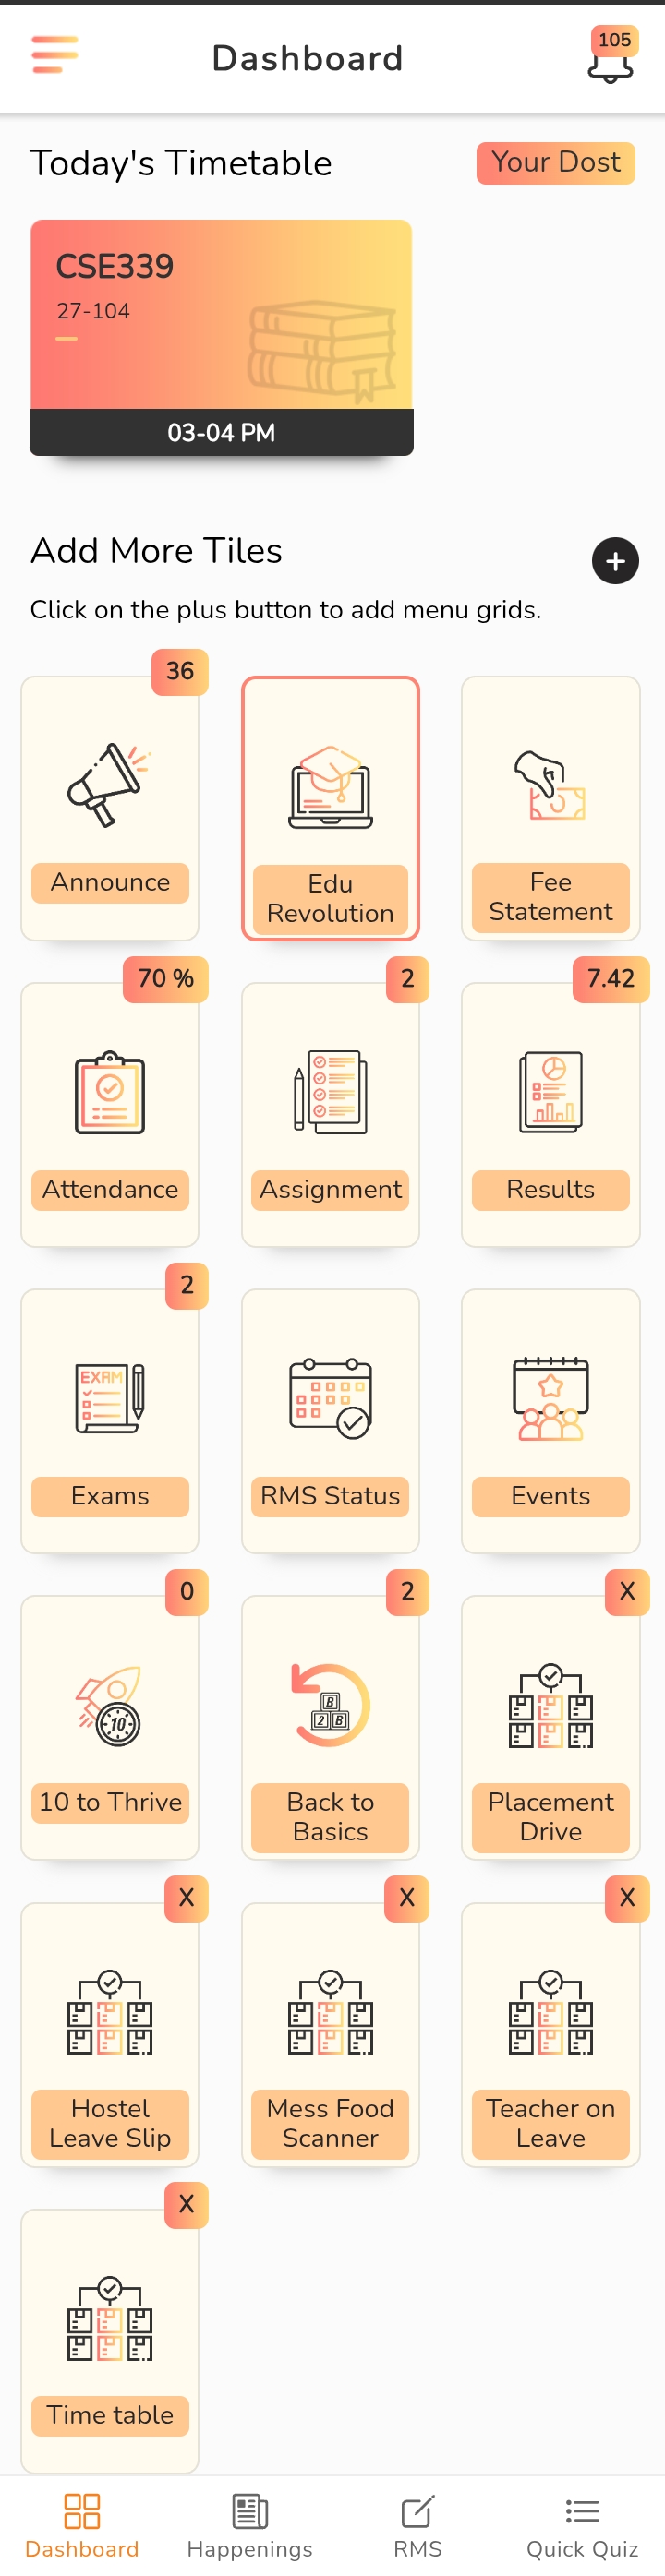 105
Dashboard
Today's Timetable
Your Dost
CSE339
27-104
03-04 PM
Add More Tiles
Click on the plus button to add menu grids.
36
Announce
Edu
Revolution
Fee
Statement
70 %
Attendance
2
Assignment
7.42
Results
2
EXAM
Exams
RMS Status
Events
0
10
10 to Thrive
2
B
2 B
Back to
Basics
X
Placement
Drive
X
Hostel
Leave Slip
X
Mess Food
Scanner
X
Teacher on
Leave
X
Time table
Dashboard
Happenings
RMS
Quick Quiz